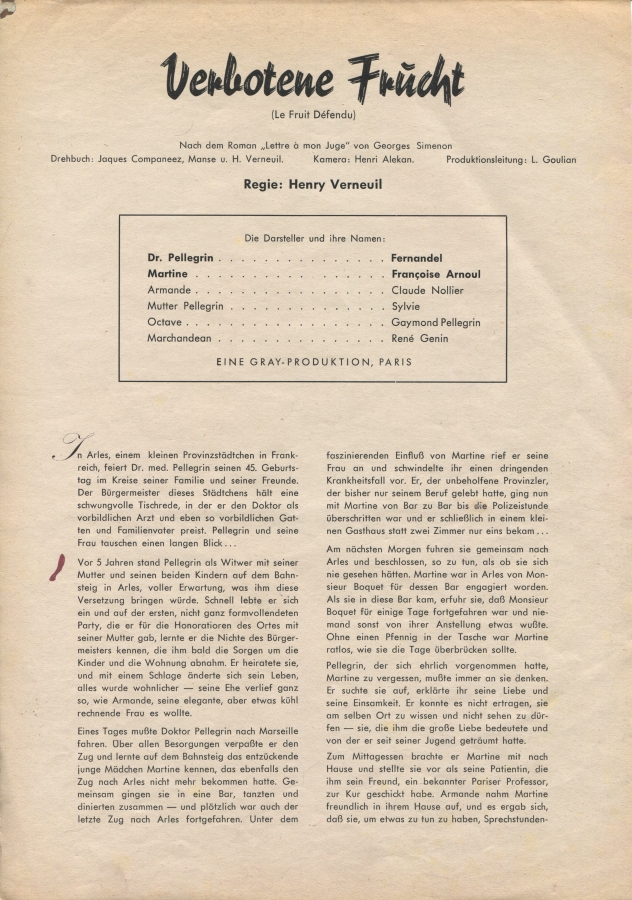 Verbotene Frucht
(Le Fruit Défendu)
Nach dem Roman „Lettre à mon Juge" von Georges Simenon
Drehbuch: Jaques Companeez, Manse u. H. Verneuil. Kamera: Henri Alekan. Produktionsleitung: L. Goulian
Regie: Henry Verneuil
Die Darsteller und ihre Namen:
Dr. Pellegrin . . . . . . . . . . . . . . . Fernandel
Martine . . . . . . . . . . . . . . . Françoise Arnoul
Armande . . . . . . . . . . . . . . . . . Claude Nollier
Mutter Pellegrin . . . . . . . . . . . . . . Sylvie
Octave . . . . . . . . . . . . . . . . . . Gaymond Pellegrin
Marchandean . . . . . . . . . . . . . . . René Genin
EINE GRAY-PRODUKTION, PARIS
In Arles, einem kleinen Provinzstädtchen in Frank-
reich, feiert Dr. med. Pellegrin seinen 45. Geburts-
tag im Kreise seiner Familie und seiner Freunde.
Der Bürgermeister dieses Städtchens hält eine
schwungvolle Tischrede, in der er den Doktor als
vorbildlichen Arzt und eben so vorbildlichen Gat-
ten und Familienvater preist. Pellegrin und seine
Frau tauschen einen langen Blick...
Vor 5 Jahren stand Pellegrin als Witwer mit seiner
Mutter und seinen beiden Kindern auf dem Bahn-
steig in Arles, voller Erwartung, was ihm diese
Versetzung bringen würde. Schnell lebte er sich
ein und auf der ersten, nicht ganz formvollendeten
Party, die er für die Honoratioren des Ortes mit
seiner Mutter gab, lernte er die Nichte des Bürger-
meisters kennen, die ihm bald die Sorgen um die
Kinder und die Wohnung abnahm. Er heiratete sie,
und mit einem Schlage änderte sich sein Leben,
alles wurde wohnlicher — seine Ehe verlief ganz
so, wie Armande, seine elegante, aber etwas kühl
rechnende Frau es wollte.
Eines Tages mußte Doktor Pellegrin nach Marseille
fahren. Über allen Besorgungen verpaßte er den
Zug und lernte auf dem Bahnsteig das entzückende
junge Mädchen Martine kennen, das ebenfalls den
Zug nach Arles nicht mehr bekommen hatte. Ge-
meinsam gingen sie in eine Bar, tanzten und
dinierten zusammen — und plötzlich war auch der
letzte Zug nach Arles fortgefahren. Unter dem
faszinierenden Einfluß von Martine rief er seine
Frau an und schwindelte ihr einen dringenden
Krankheitsfall vor. Er, der unbeholfene Provinzler,
der bisher nur seinem Beruf gelebt hatte, ging nun
mit Martine von Bar zu Bar bis die Polizeistunde
überschritten war und er schließlich in einem klei-
nen Gasthaus statt zwei Zimmer nur eins bekam...
Am nächsten Morgen fuhren sie gemeinsam nach
Arles und beschlossen, so zu tun, als ob sie sich
nie gesehen hätten. Martine war in Arles von Mon-
sieur Boquet für dessen Bar engagiert worden.
Als sie in diese Bar kam, erfuhr sie, daß Monsieur
Boquet für einige Tage fortgefahren war und nie-
mand sonst von ihrer Anstellung etwas wußte.
Ohne einen Pfennig in der Tasche war Martine
ratlos, wie sie die Tage überbrücken sollte.
Pellegrin, der sich ehrlich vorgenommen hatte,
Martine zu vergessen, mußte immer an sie denken.
Er suchte sie auf, erklärte ihr seine Liebe und
seine Einsamkeit. Er konnte es nicht ertragen, sie
am selben Ort zu wissen und nicht sehen zu dür-
fen — sie, die ihm die große Liebe bedeutete und
von der er seit seiner Jugend geträumt hatte.
Zum Mittagessen brachte er Martine mit nach
Hause und stellte sie vor als seine Patientin, die
ihm sein Freund, ein bekannter Pariser Professor,
zur Kur geschickt habe. Armande nahm Martine
freundlich in ihrem Hause auf, und es ergab sich,
daß sie, um etwas zu tun zu haben, Sprechstunden-